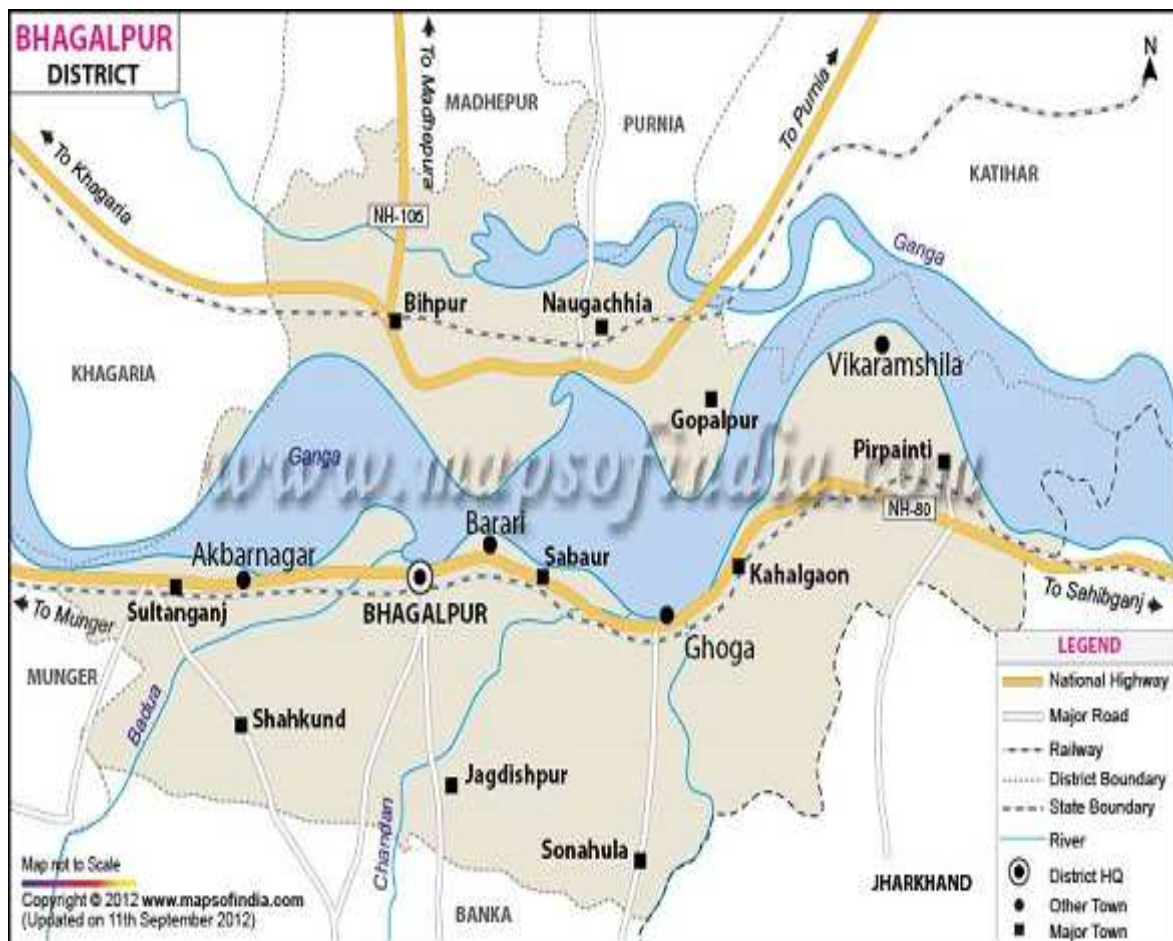 BHAGALPUR
DISTRICT
To Madhepura
MADHEPUR
PURNIA
To Purnia
N
To Khagaria
KATIHAR
NH-106
Ganga
Bihpur
Naugachhia
KHAGARIA
Vikaramshila
Gopalpur
Ganga
Pirpainti
www.mapsofindia.com
NH-80
Barari
Akbarnagar
Sabaur
Kahalgaon
Sultanganj
BHAGALPUR
To Munger
To Sahibganj
Ghoga
MUNGER
Badua
Shahkund
Jagdishpur
Chandan
Sonahula
JHARKHAND
BANKA
LEGEND
National Highway
Major Road
Railway
District Boundary
State Boundary
River
District HQ
Other Town
Major Town
Map not to Scale
Copyright © 2012 www.mapsofindia.com
(Updated on 11th September 2012)